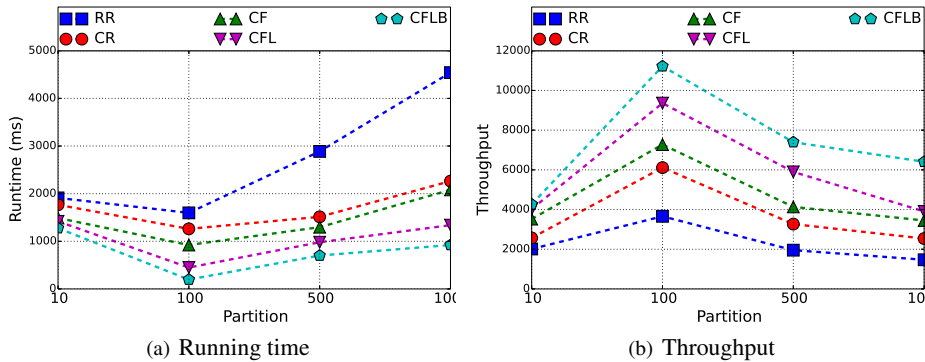 RR CF CFLB
CR CFL
5000
4000
3000
2000
1000
0
10 100 500 100
Runtime (ms)
Partition
(a) Running time
RR CF CFLB
CR CFL
12000
10000
8000
6000
4000
2000
0
10 100 500 10
Throughput
Partition
(b) Throughput